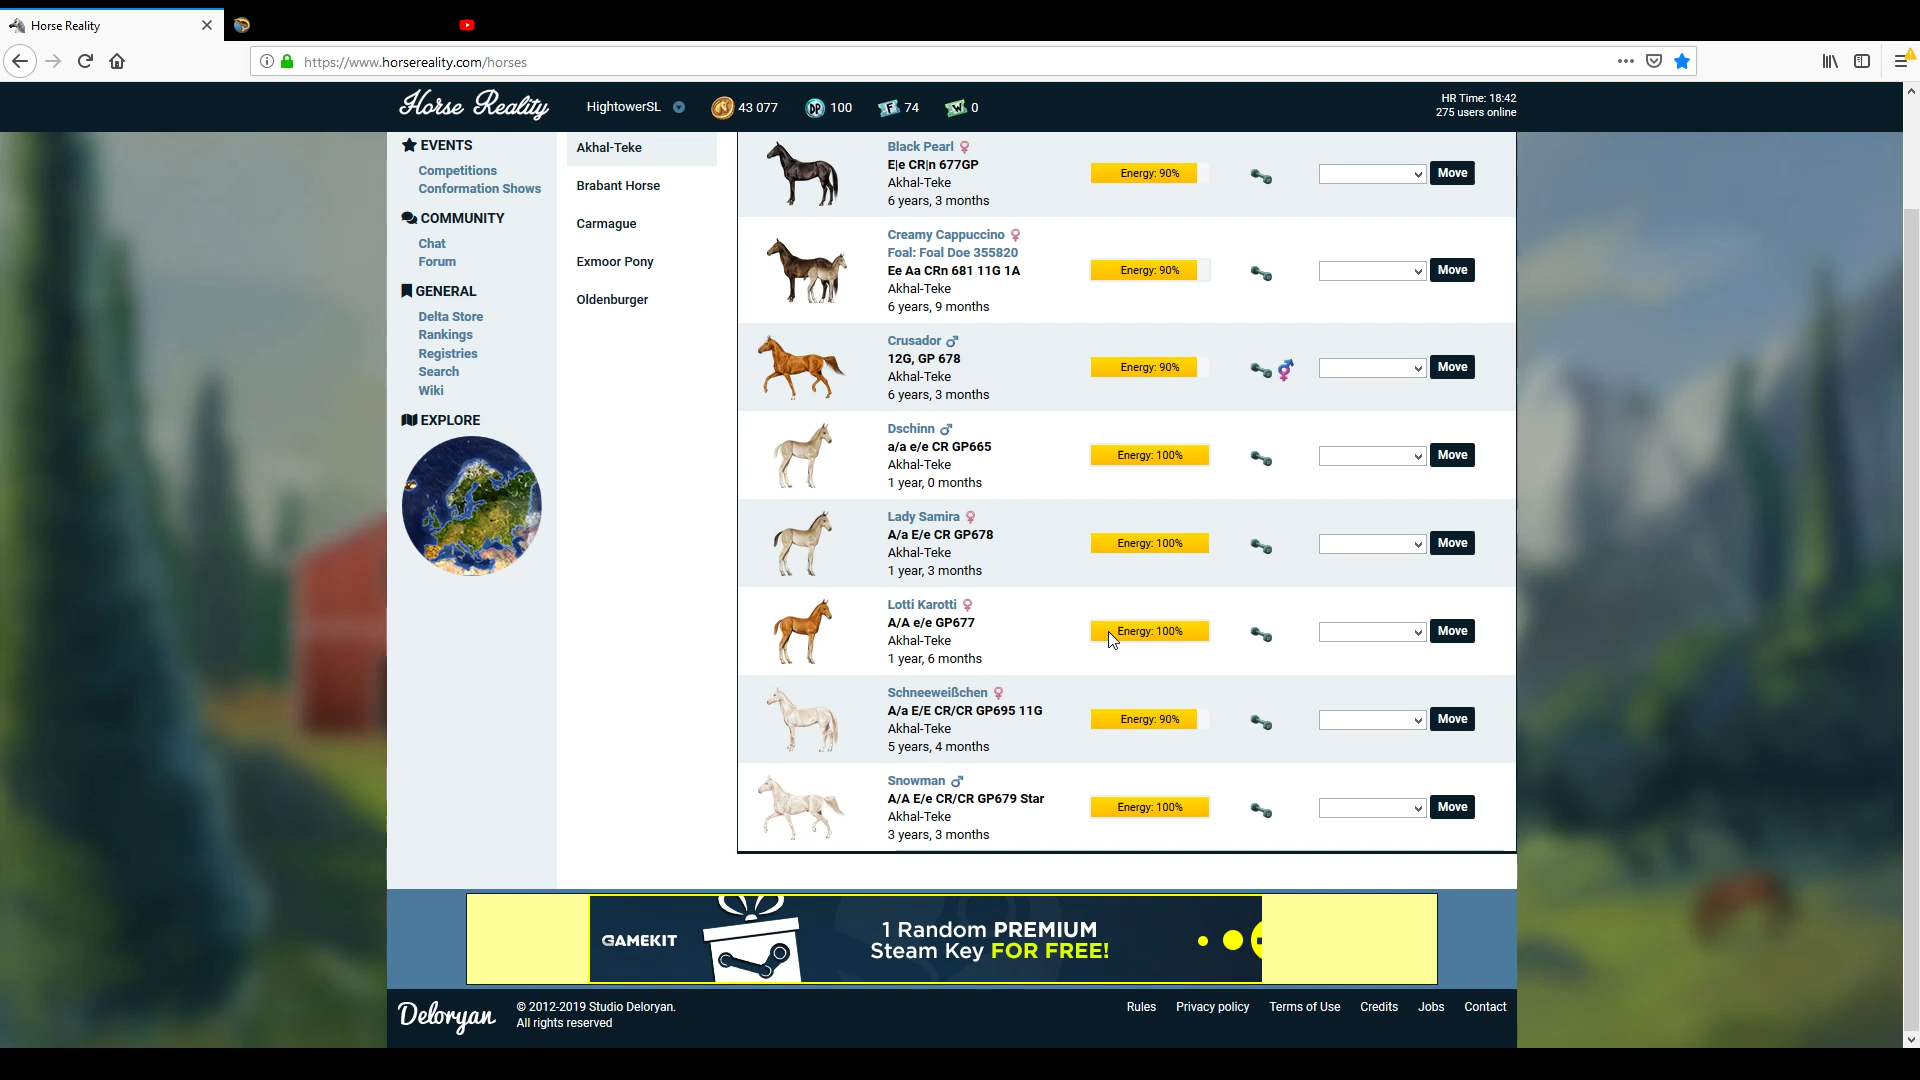 Horse Reality
https://www.horsereality.com/horses
Horse Reality
HightowerSL
43 077
DP
100
F
74
W
0
HR Time: 18:42
275 users online
EVENTS
Competitions
Conformation Shows
COMMUNITY
Chat
Forum
GENERAL
Delta Store
Rankings
Registries
Search
Wiki
EXPLORE
Akhal-Teke
Brabant Horse
Carmague
Exmoor Pony
Oldenburger
Black Pearl
E|e CR|n 677GP
Akhal-Teke
6 years, 3 months
Energy: 90%
Move
Creamy Cappuccino
Foal: Foal Doe 355820
Ee Aa CRn 681 11G 1A
Akhal-Teke
6 years, 9 months
Energy: 90%
Move
Crusador
12G, GP 678
Akhal-Teke
6 years, 3 months
Energy: 90%
Move
Dschinn
a/a e/e CR GP665
Akhal-Teke
1 year, 0 months
Energy: 100%
Move
Lady Samira
A/a E/e CR GP678
Akhal-Teke
1 year, 3 months
Energy: 100%
Move
Lotti Karotti
A/A e/e GP677
Akhal-Teke
1 year, 6 months
Energy: 100%
Move
Schneeweißchen
A/a E/E CR/CR GP695 11G
Akhal-Teke
5 years, 4 months
Energy: 90%
Move
Snowman
A/A E/e CR/CR GP679 Star
Akhal-Teke
3 years, 3 months
Energy: 100%
Move
GAMEKIT
1 Random PREMIUM
Steam Key FOR FREE!
Deloryan
© 2012-2019 Studio Deloryan.
All rights reserved
Rules
Privacy policy
Terms of Use
Credits
Jobs
Contact